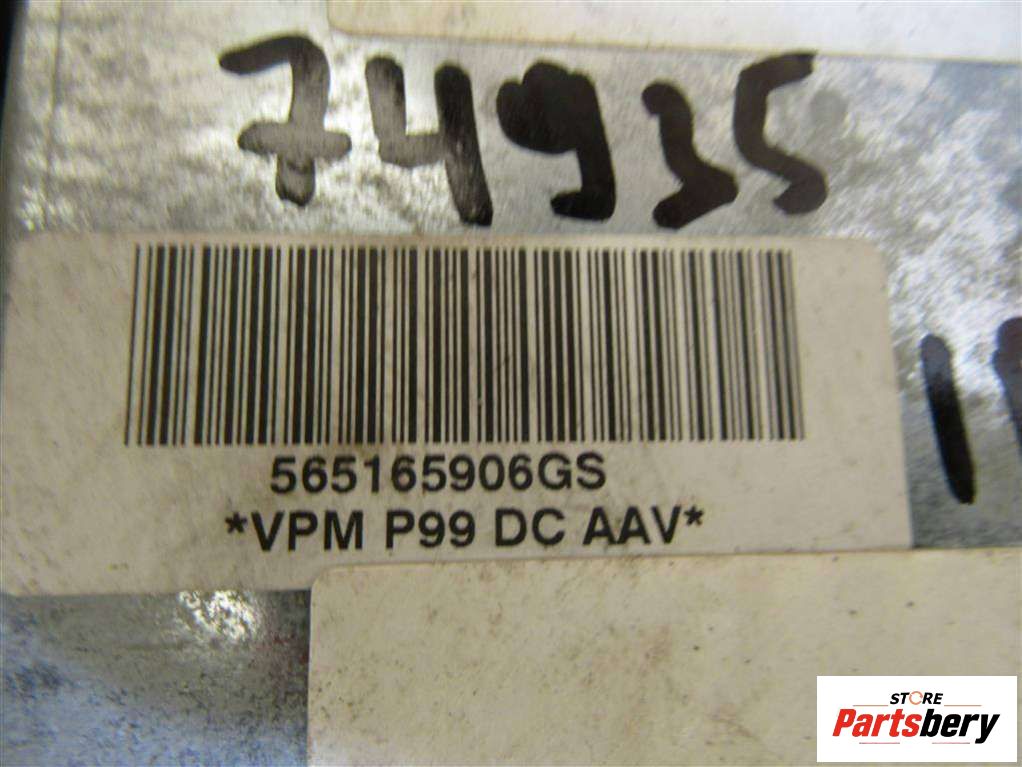 74935
565165906GS
*VPM P99 DC AAV*
STORE
Partsbery